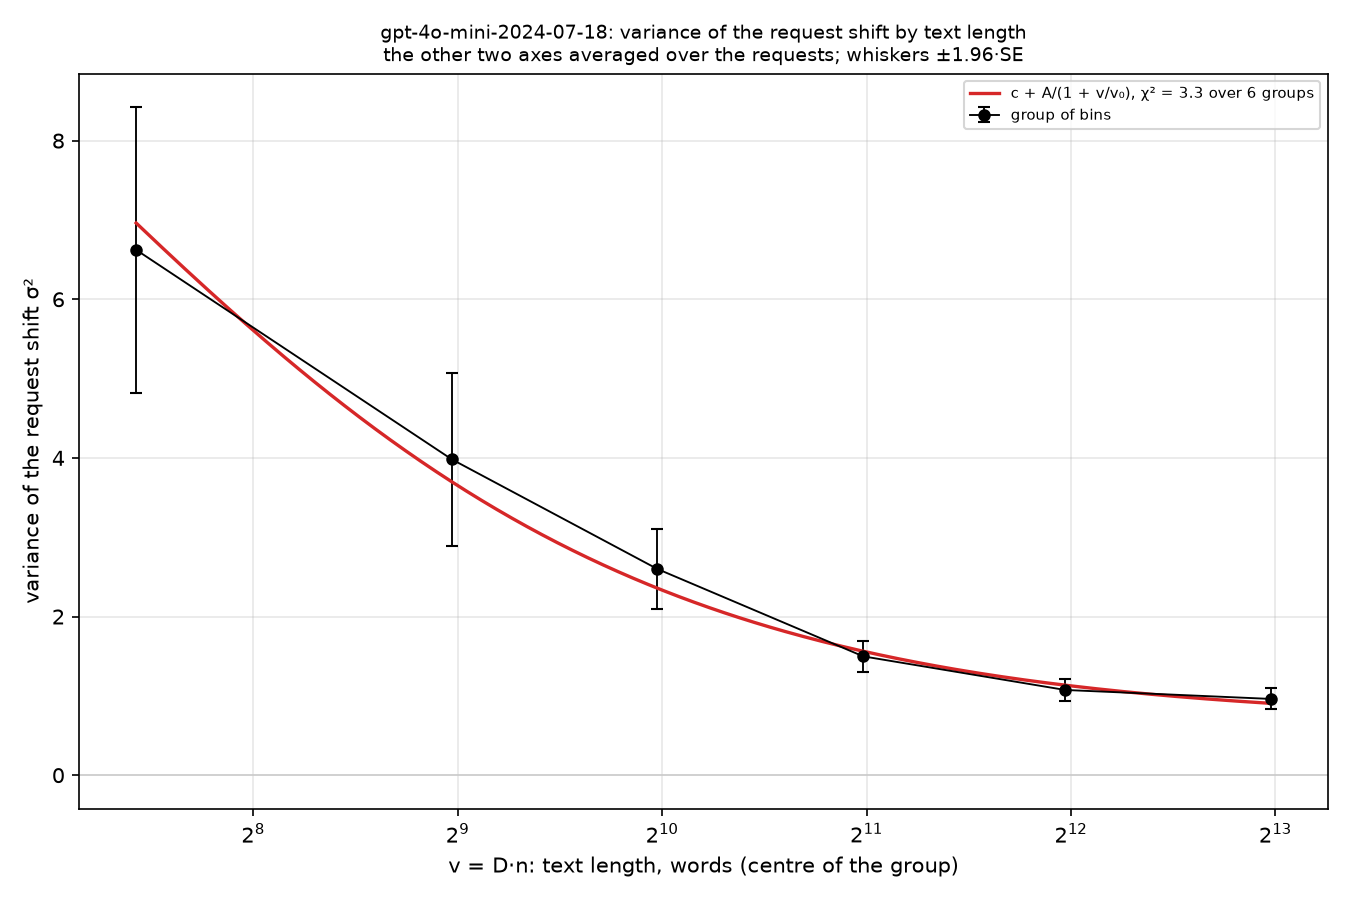 gpt-4o-mini-2024-07-18: variance of the request shift by text length
the other two axes averaged over the requests; whiskers ±1.96·SE
c + A/(1 + v/v₀), χ² = 3.3 over 6 groups
group of bins
variance of the request shift σ²
8
6
4
2
0
2⁸
2⁹
2¹⁰
2¹¹
2¹²
2¹³
v = D·n: text length, words (centre of the group)